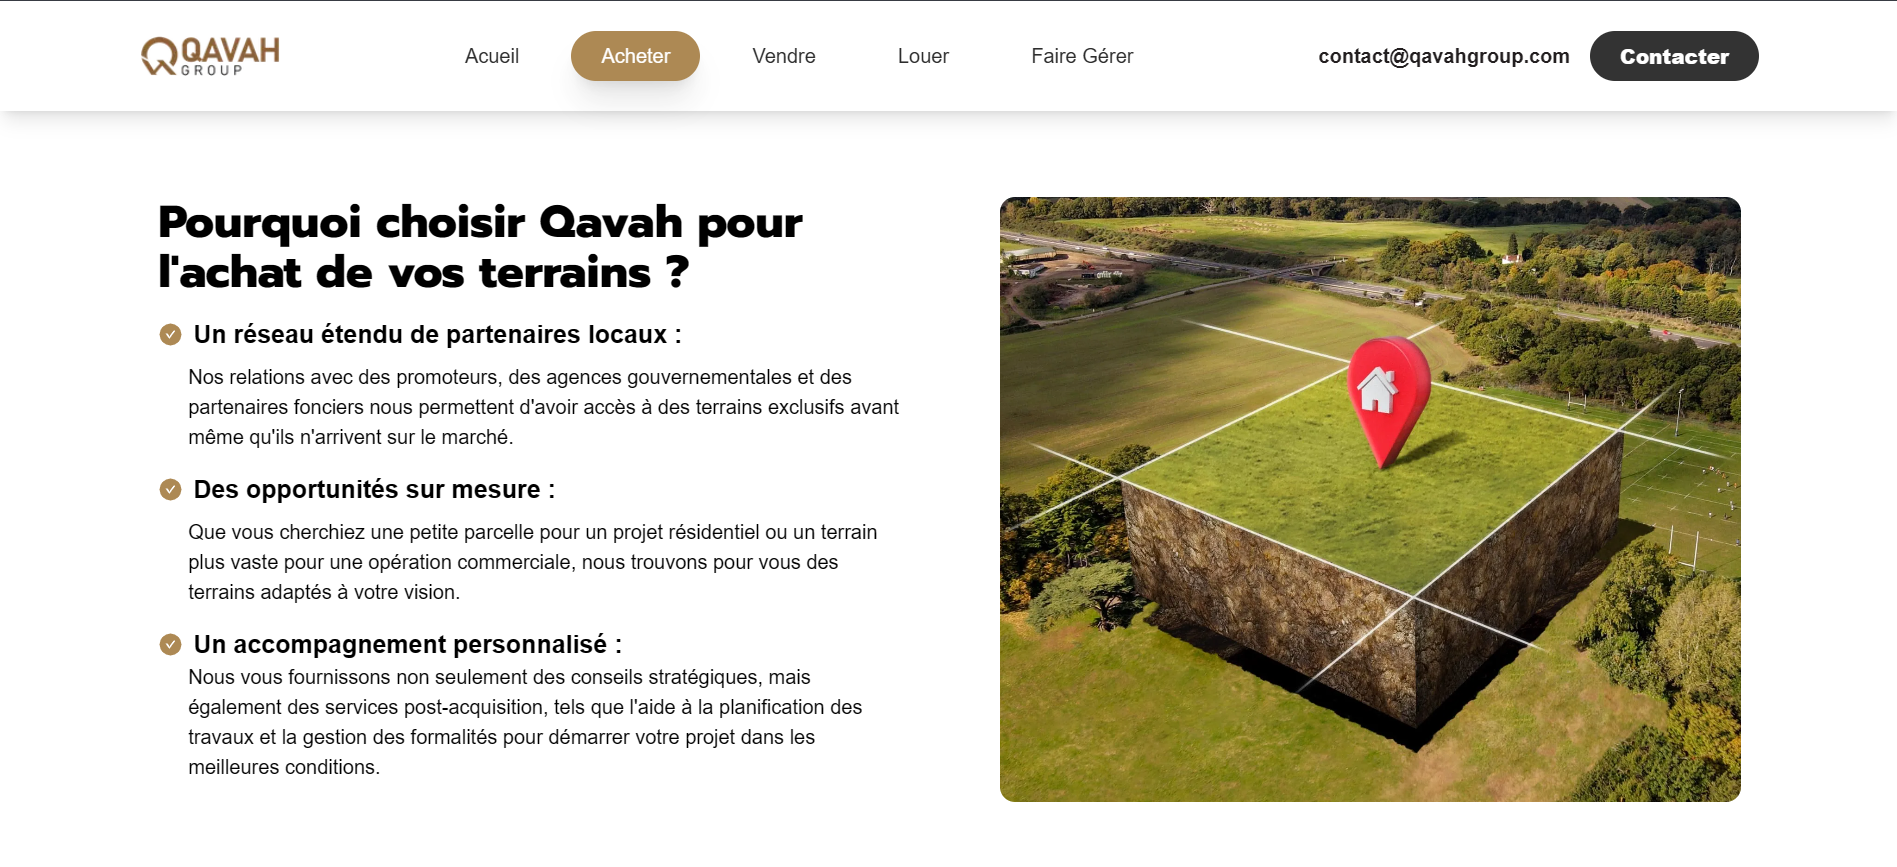 QAVAH
GROUP
Acueil
Acheter
Vendre
Louer
Faire Gérer
contact@qavahgroup.com
Contacter
Pourquoi choisir Qavah pour
l'achat de vos terrains ?
Un réseau étendu de partenaires locaux :
Nos relations avec des promoteurs, des agences gouvernementales et des
partenaires fonciers nous permettent d'avoir accès à des terrains exclusifs avant
même qu'ils n'arrivent sur le marché.
Des opportunités sur mesure :
Que vous cherchiez une petite parcelle pour un projet résidentiel ou un terrain
plus vaste pour une opération commerciale, nous trouvons pour vous des
terrains adaptés à votre vision.
Un accompagnement personnalisé :
Nous vous fournissons non seulement des conseils stratégiques, mais
également des services post-acquisition, tels que l'aide à la planification des
travaux et la gestion des formalités pour démarrer votre projet dans les
meilleures conditions.